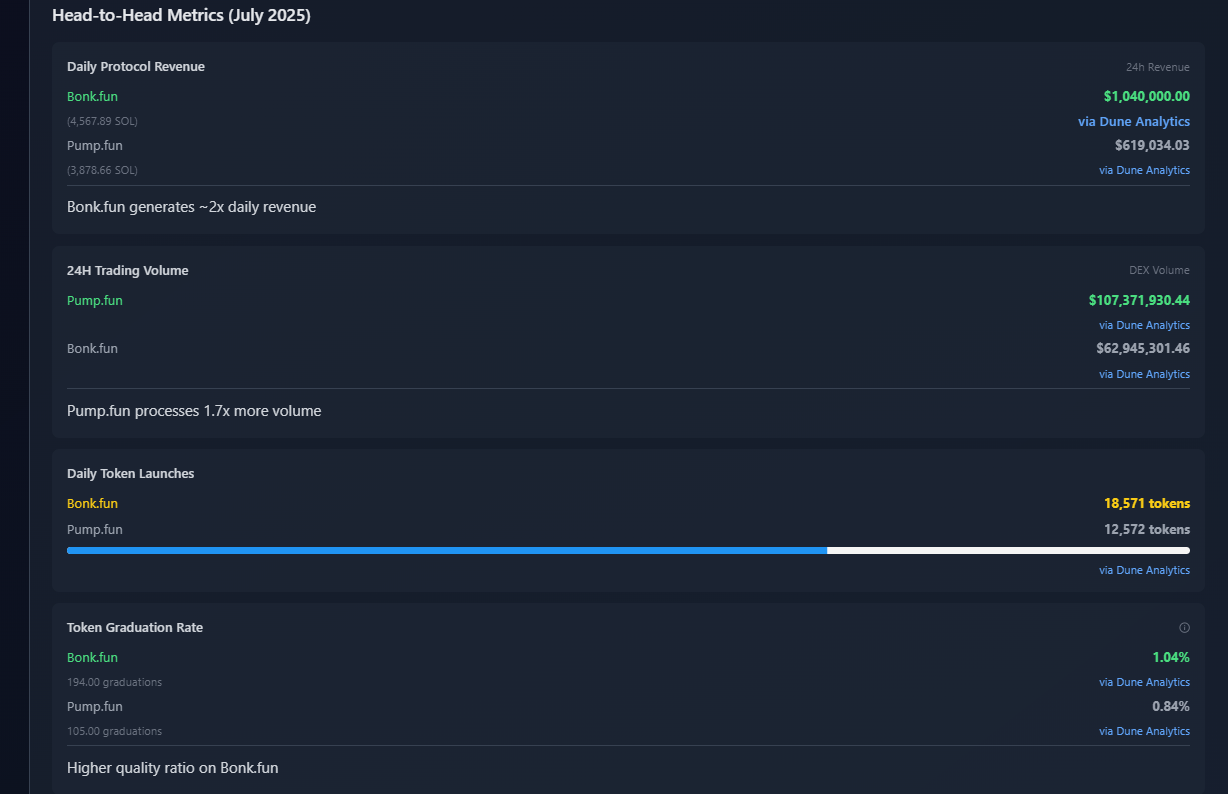 Head-to-Head Metrics (July 2025)
Daily Protocol Revenue 24h Revenue
Bonk.fun $1,040,000.00
(4,567.89 SOL) via Dune Analytics
Pump.fun $619,034.03
(3,878.66 SOL) via Dune Analytics
Bonk.fun generates ~2x daily revenue
24H Trading Volume DEX Volume
Pump.fun $107,371,930.44
via Dune Analytics
Bonk.fun $62,945,301.46
via Dune Analytics
Pump.fun processes 1.7x more volume
Daily Token Launches
Bonk.fun 18,571 tokens
Pump.fun 12,572 tokens
via Dune Analytics
Token Graduation Rate
Bonk.fun 1.04%
194.00 graduations via Dune Analytics
Pump.fun 0.84%
105.00 graduations via Dune Analytics
Higher quality ratio on Bonk.fun